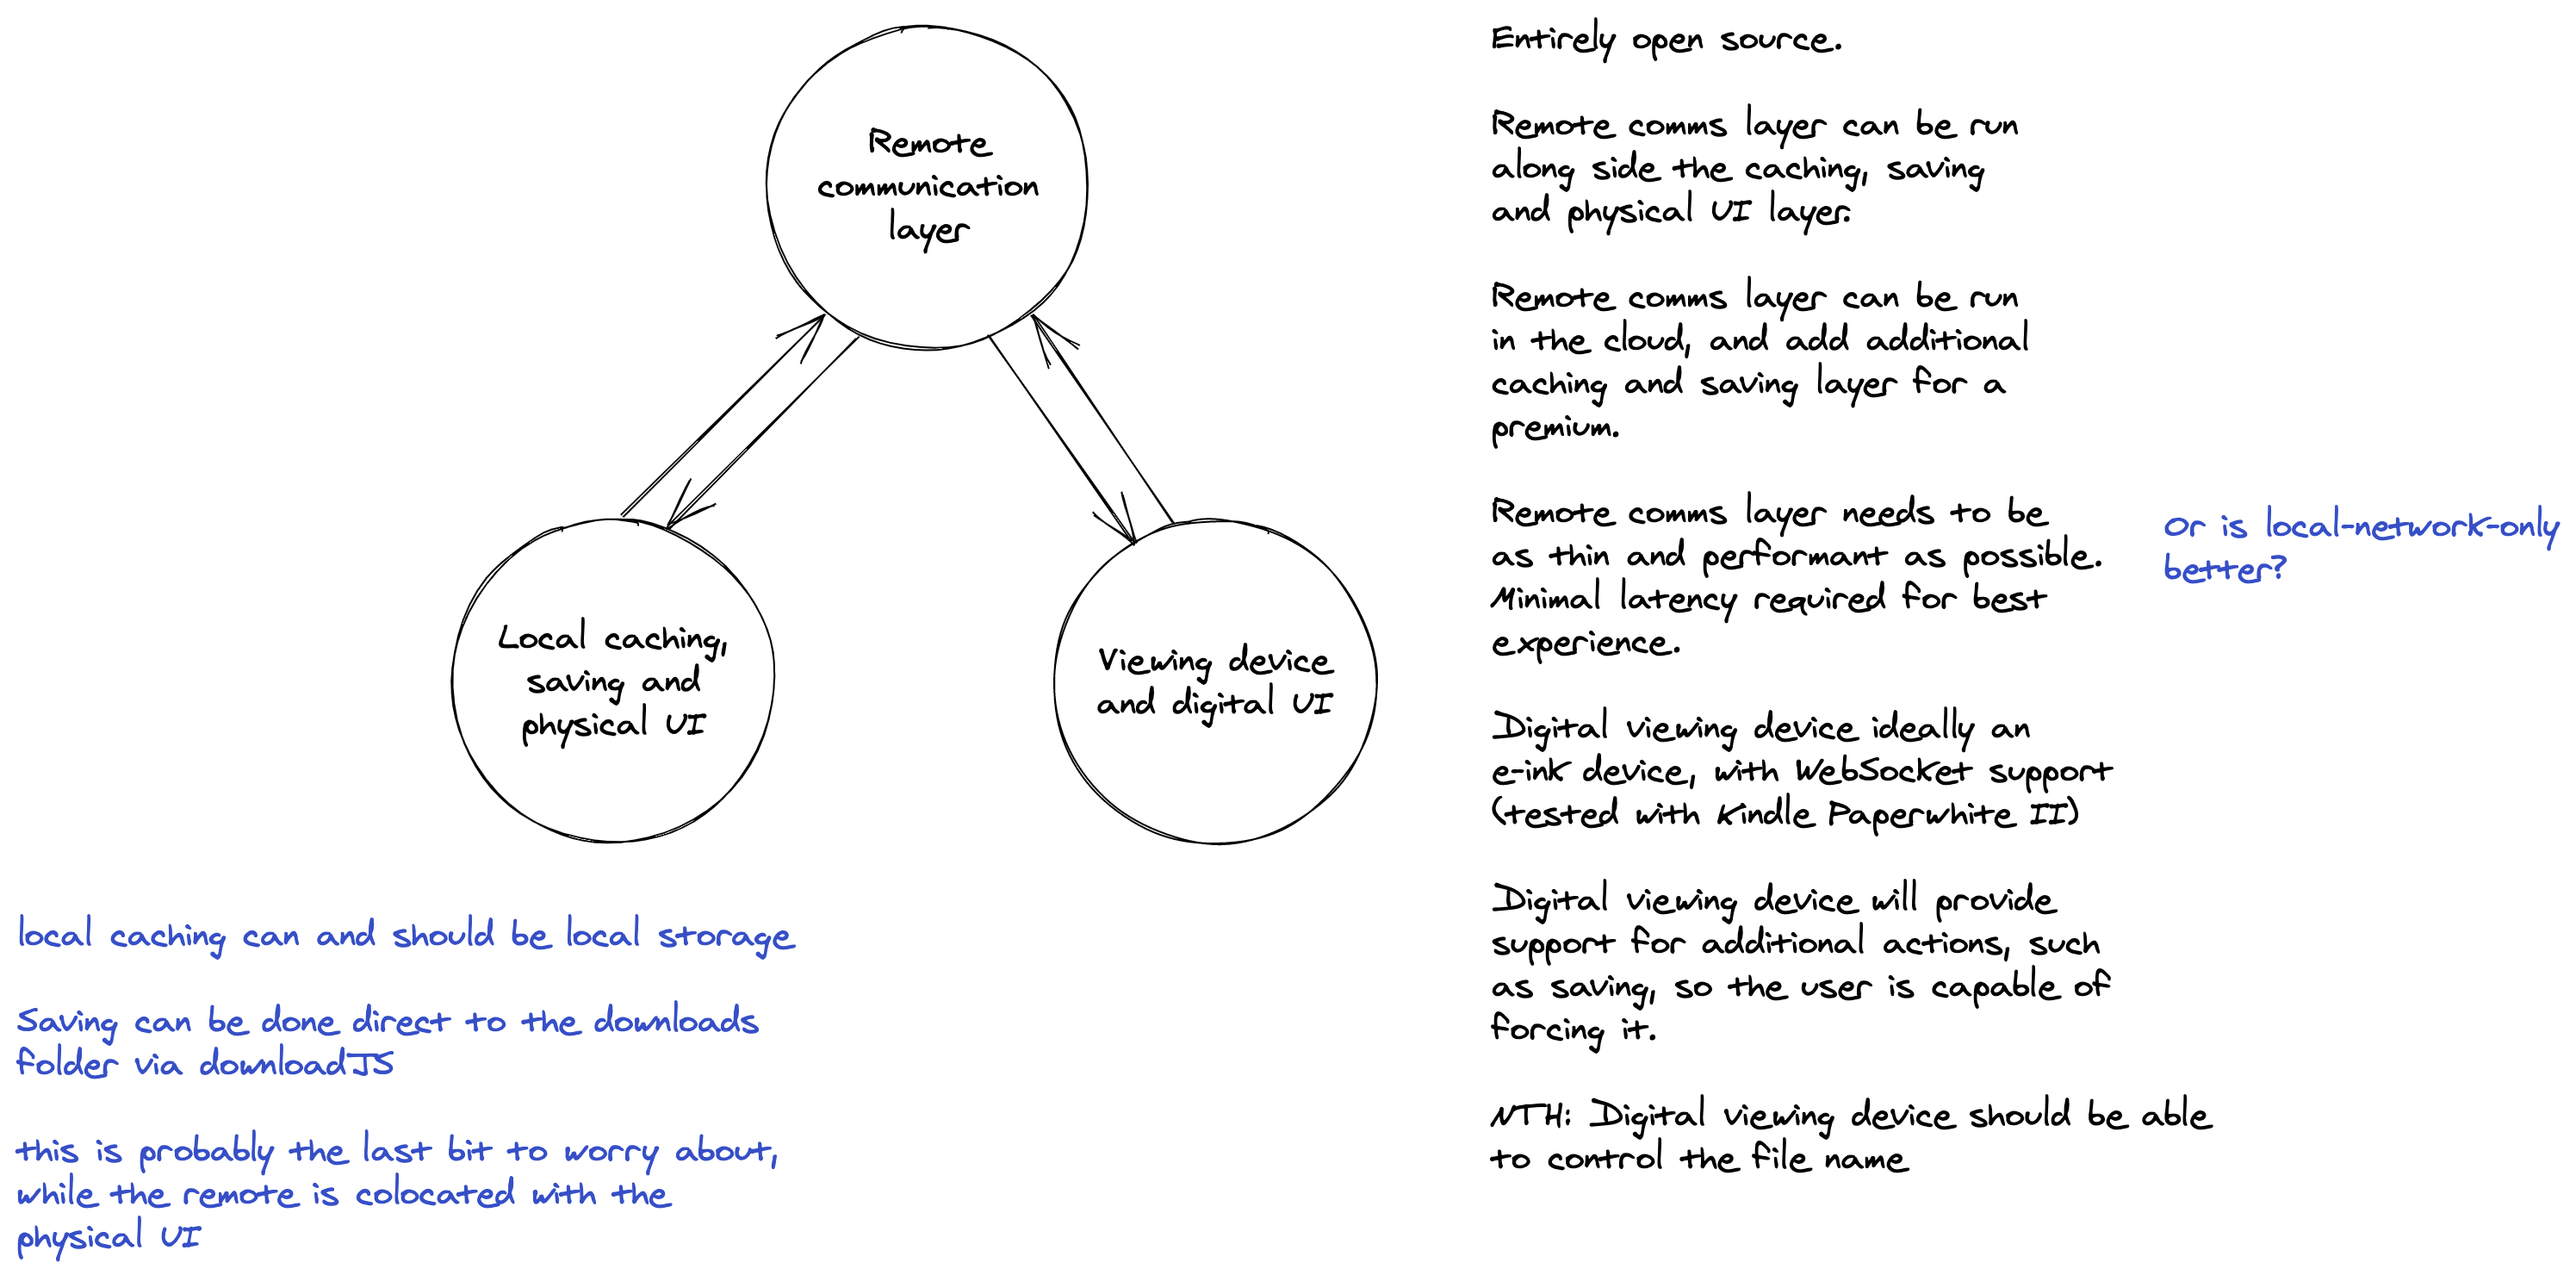 Remote
communication
layer
Local caching,
saving and
physical UI
Viewing device
and digital UI
local caching can and should be local storage
Saving can be done direct to the downloads
folder via downloadJS
this is probably the last bit to worry about,
while the remote is colocated with the
physical UI
Entirely open source.
Remote comms layer can be run
along side the caching, saving
and physical UI layer.
Remote comms layer can be run
in the cloud, and add additional
caching and saving layer for a
premium.
Remote comms layer needs to be
as thin and performant as possible.
Minimal latency required for best
experience.
Or is local-network-only
better?
Digital viewing device ideally an
e-ink device, with WebSocket support
(tested with Kindle Paperwhite II)
Digital viewing device will provide
support for additional actions, such
as saving, so the user is capable of
forcing it.
NTH: Digital viewing device should be able
to control the file name